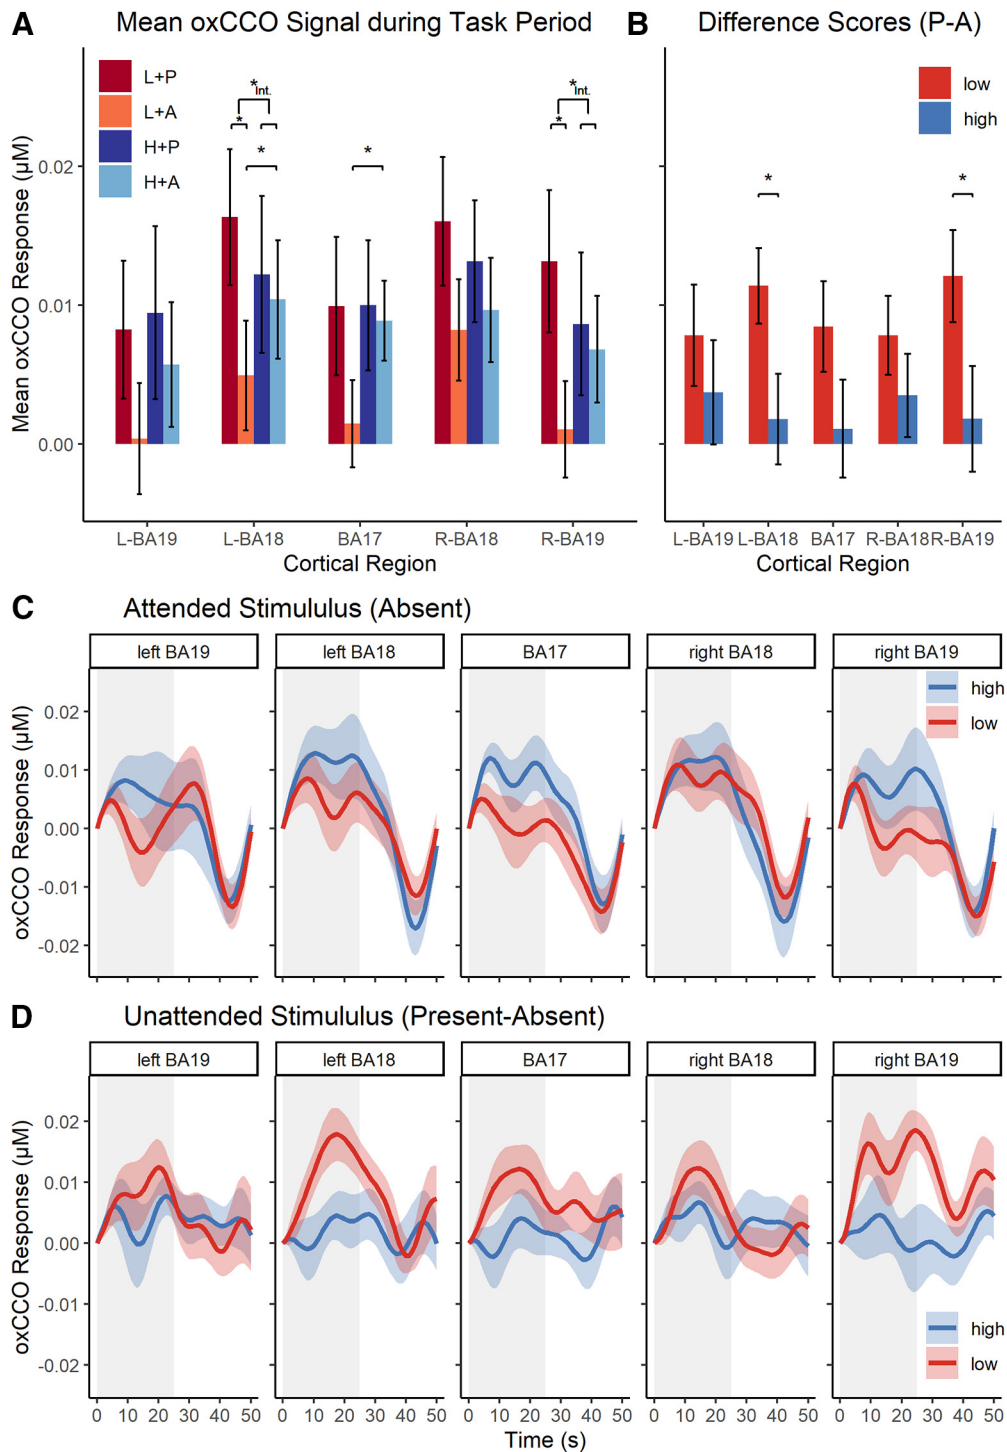 A Mean oxCCO Signal during Task Period
B Difference Scores (P-A)
L+P
L+A
H+P
H+A
*
Int.
*
*
*
*
Int.
*
low
high
*
*
Mean oxCCO Response (μM)
0.02
0.01
0.00
L-BA19 L-BA18 BA17 R-BA18 R-BA19
Cortical Region
L-BA19 L-BA18 BA17 R-BA18 R-BA19
Cortical Region
C Attended Stimululus (Absent)
left BA19 left BA18 BA17 right BA18 right BA19
high
low
oxCCO Response (μM)
0.02
0.01
0.00
-0.01
-0.02
D Unattended Stimululus (Present-Absent)
left BA19 left BA18 BA17 right BA18 right BA19
oxCCO Response (μM)
0.02
0.01
0.00
-0.01
-0.02
high
low
0 10 20 30 40 50 0 10 20 30 40 50 0 10 20 30 40 50 0 10 20 30 40 50 0 10 20 30 40 50
Time (s)